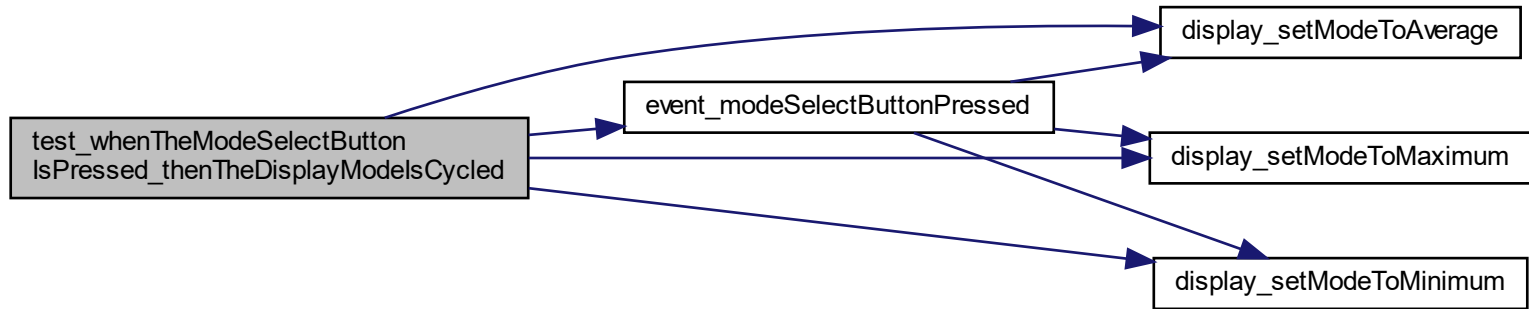 display_setModeToAverage
event_modeSelectButtonPressed
test_whenTheModeSelectButton
IsPressed_thenTheDisplayModeIsCycled
display_setModeToMaximum
display_setModeToMinimum